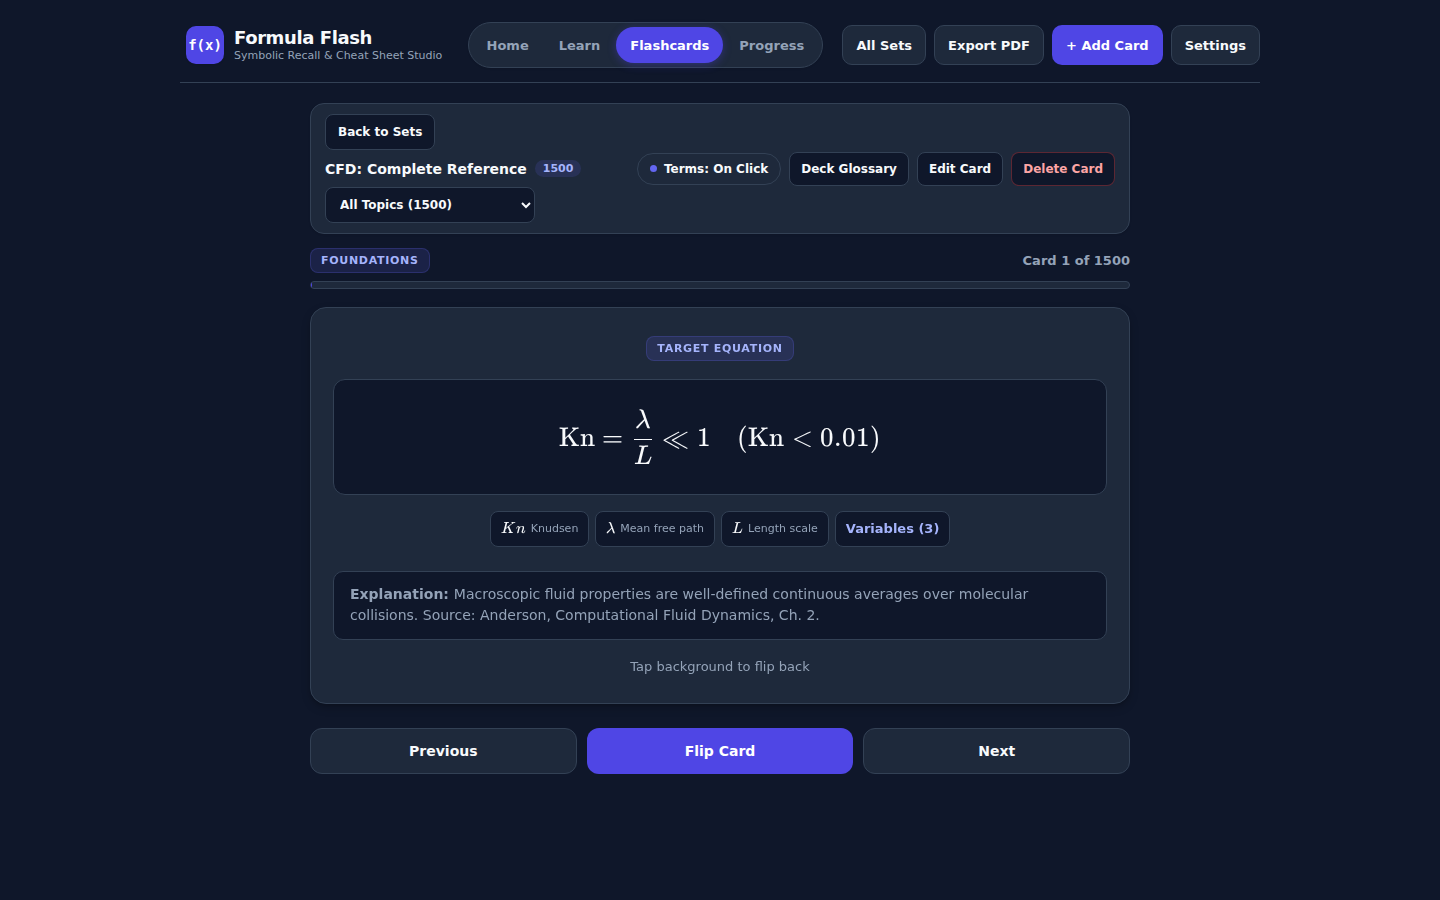 f(x)
Formula Flash
Symbolic Recall & Cheat Sheet Studio
Home
Learn
Flashcards
Progress
All Sets
Export PDF
+ Add Card
Settings
Back to Sets
CFD: Complete Reference 1500
Terms: On Click
Deck Glossary
Edit Card
Delete Card
All Topics (1500)
FOUNDATIONS
Card 1 of 1500
TARGET EQUATION
Kn = λ/L ≪ 1 (Kn < 0.01)
Kn Knudsen
λ Mean free path
L Length scale
Variables (3)
Explanation: Macroscopic fluid properties are well-defined continuous averages over molecular
collisions. Source: Anderson, Computational Fluid Dynamics, Ch. 2.
Tap background to flip back
Previous
Flip Card
Next